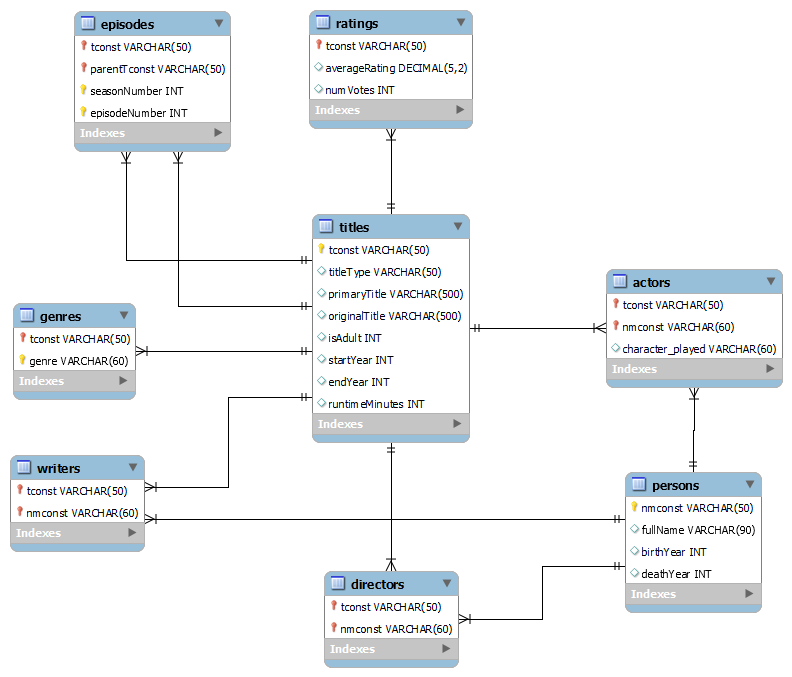 episodes
tconst VARCHAR(50)
parentTconst VARCHAR(50)
seasonNumber INT
episodeNumber INT
Indexes
ratings
tconst VARCHAR(50)
averageRating DECIMAL(5,2)
numVotes INT
Indexes
titles
tconst VARCHAR(50)
titleType VARCHAR(50)
primaryTitle VARCHAR(500)
originalTitle VARCHAR(500)
isAdult INT
startYear INT
endYear INT
runtimeMinutes INT
Indexes
actors
tconst VARCHAR(50)
nmconst VARCHAR(60)
character_played VARCHAR(60)
Indexes
genres
tconst VARCHAR(50)
genre VARCHAR(60)
Indexes
writers
tconst VARCHAR(50)
nmconst VARCHAR(60)
Indexes
persons
nmconst VARCHAR(50)
fullName VARCHAR(90)
birthYear INT
deathYear INT
Indexes
directors
tconst VARCHAR(50)
nmconst VARCHAR(60)
Indexes